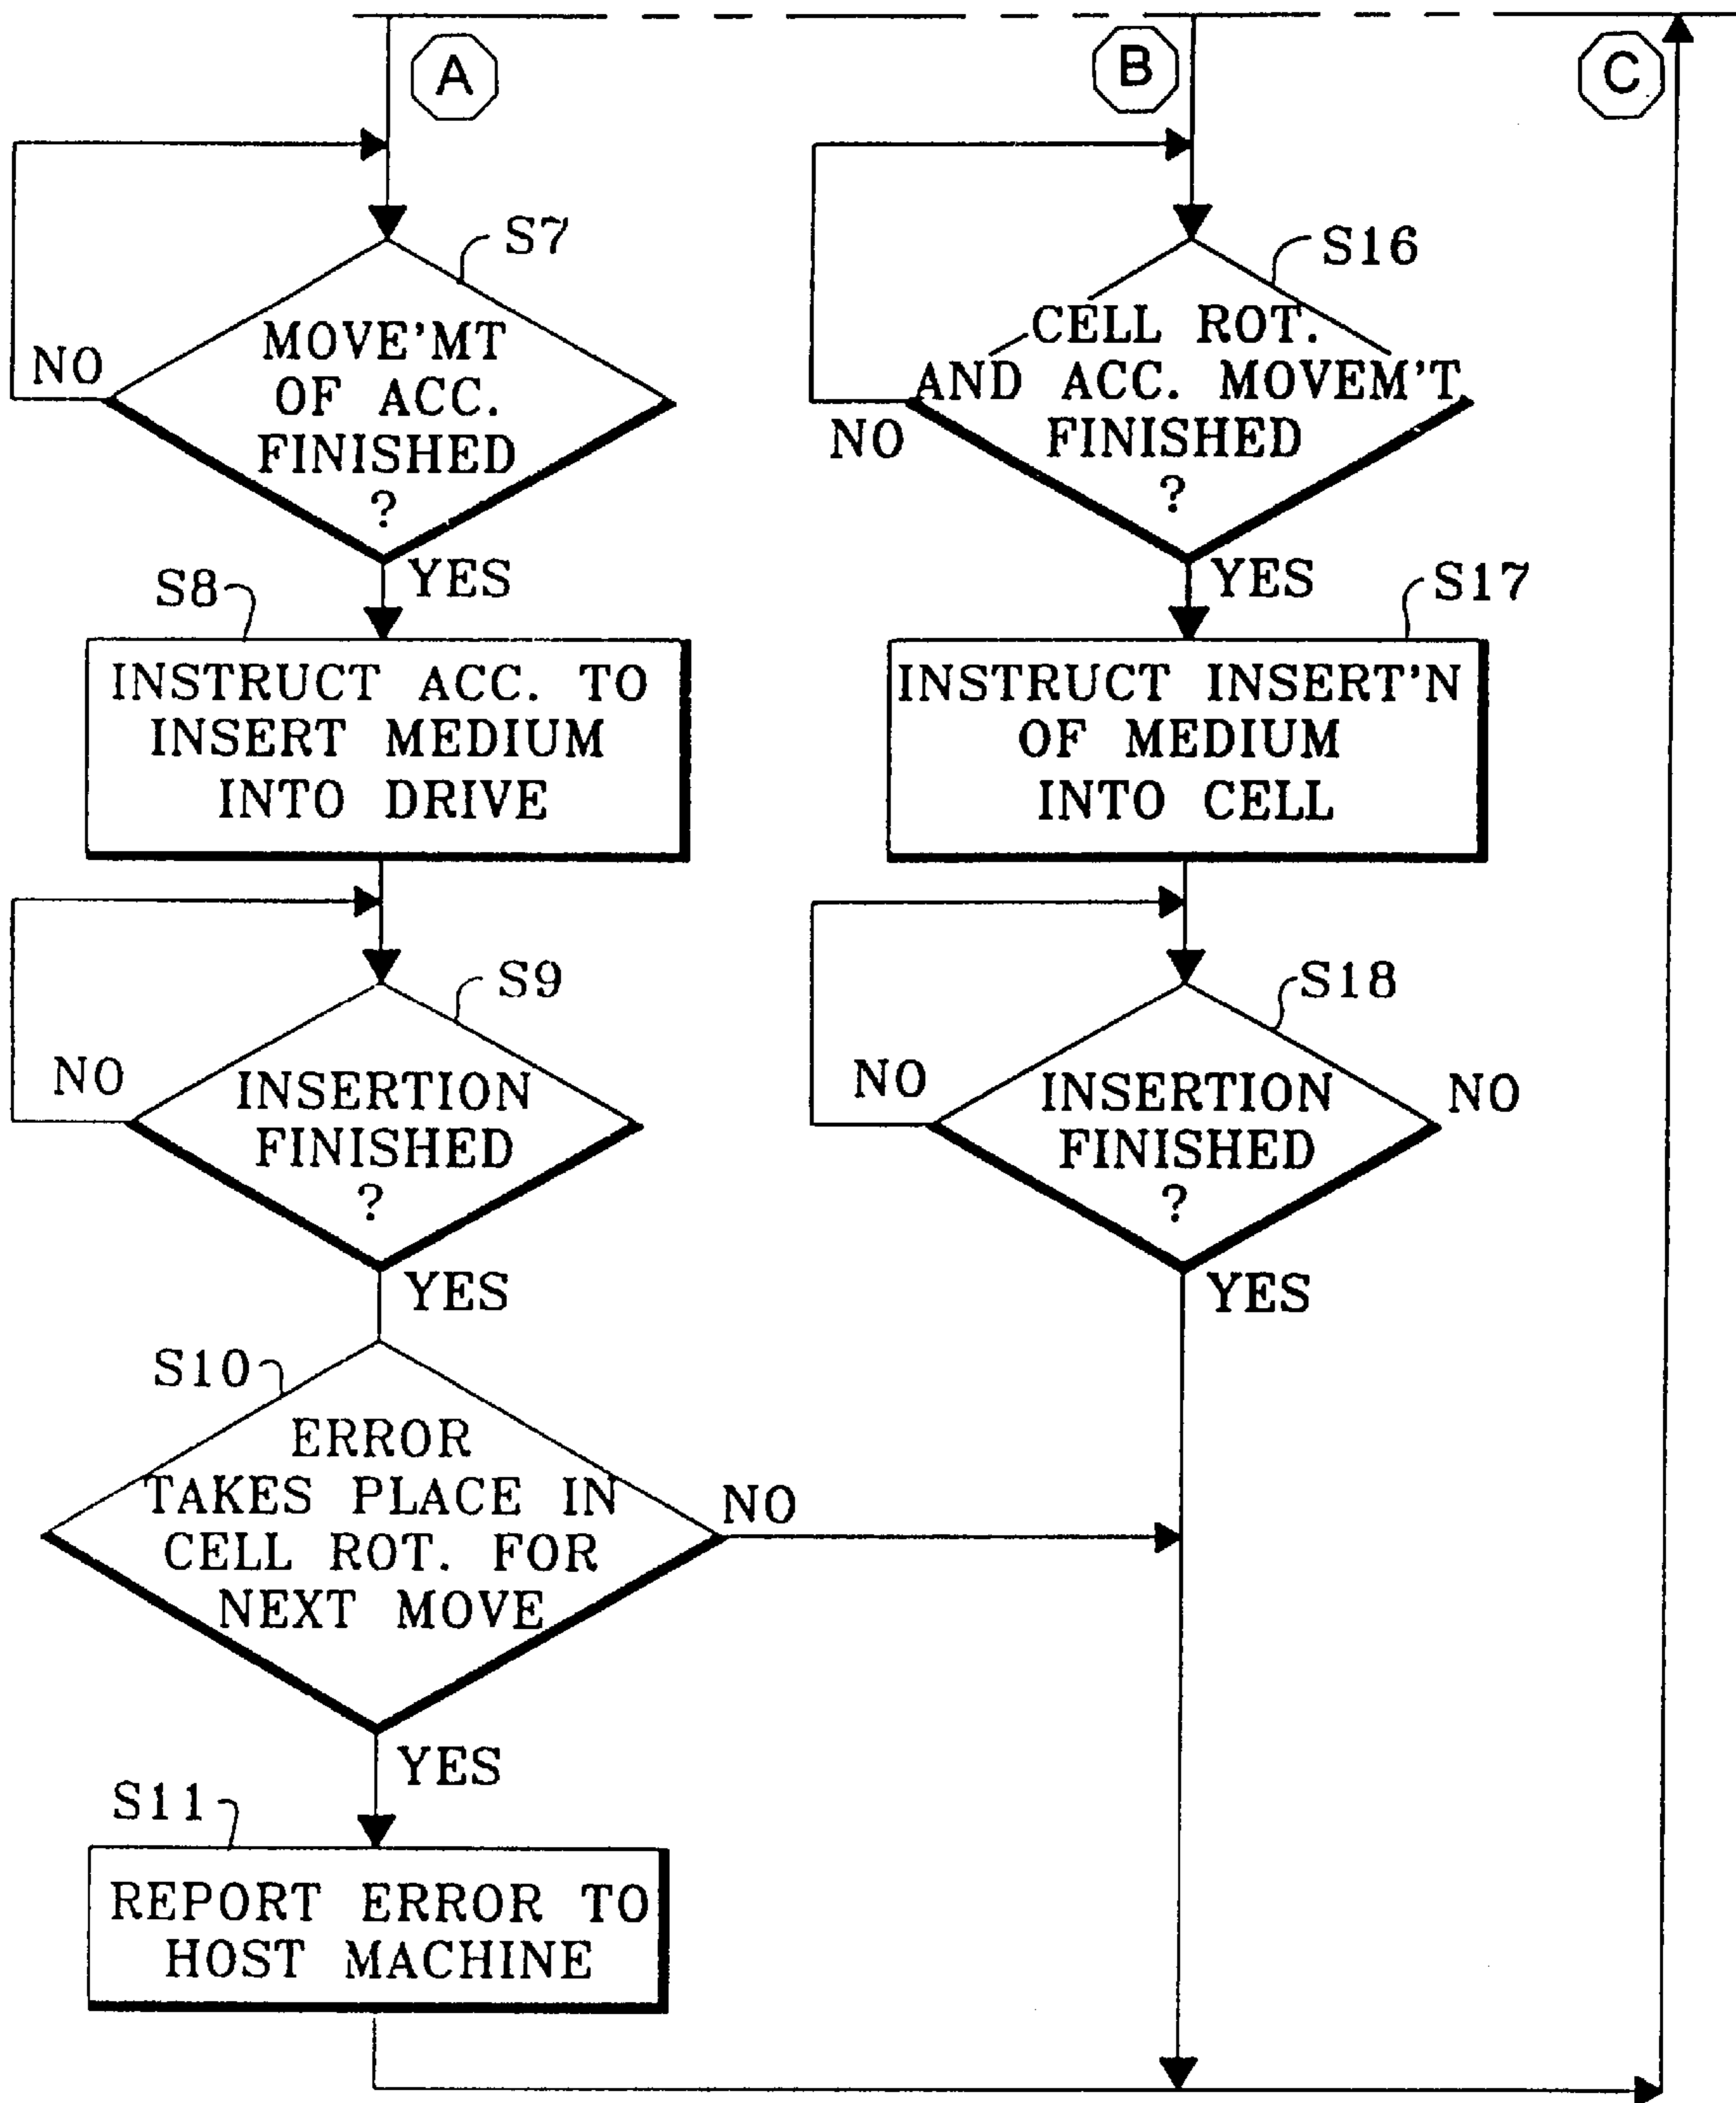 A
B
C
S7
MOVE'MT
OF ACC.
FINISHED
?
NO
YES
S8
INSTRUCT ACC. TO
INSERT MEDIUM
INTO DRIVE
S9
NO
INSERTION
FINISHED
?
YES
S10
ERROR
TAKES PLACE IN
CELL ROT. FOR
NEXT MOVE
NO
YES
S11
REPORT ERROR TO
HOST MACHINE
S16
CELL ROT.
AND ACC. MOVEM'T
FINISHED
?
NO
YES
S17
INSTRUCT INSERT'N
OF MEDIUM
INTO CELL
S18
NO
INSERTION
FINISHED
?
NO
YES